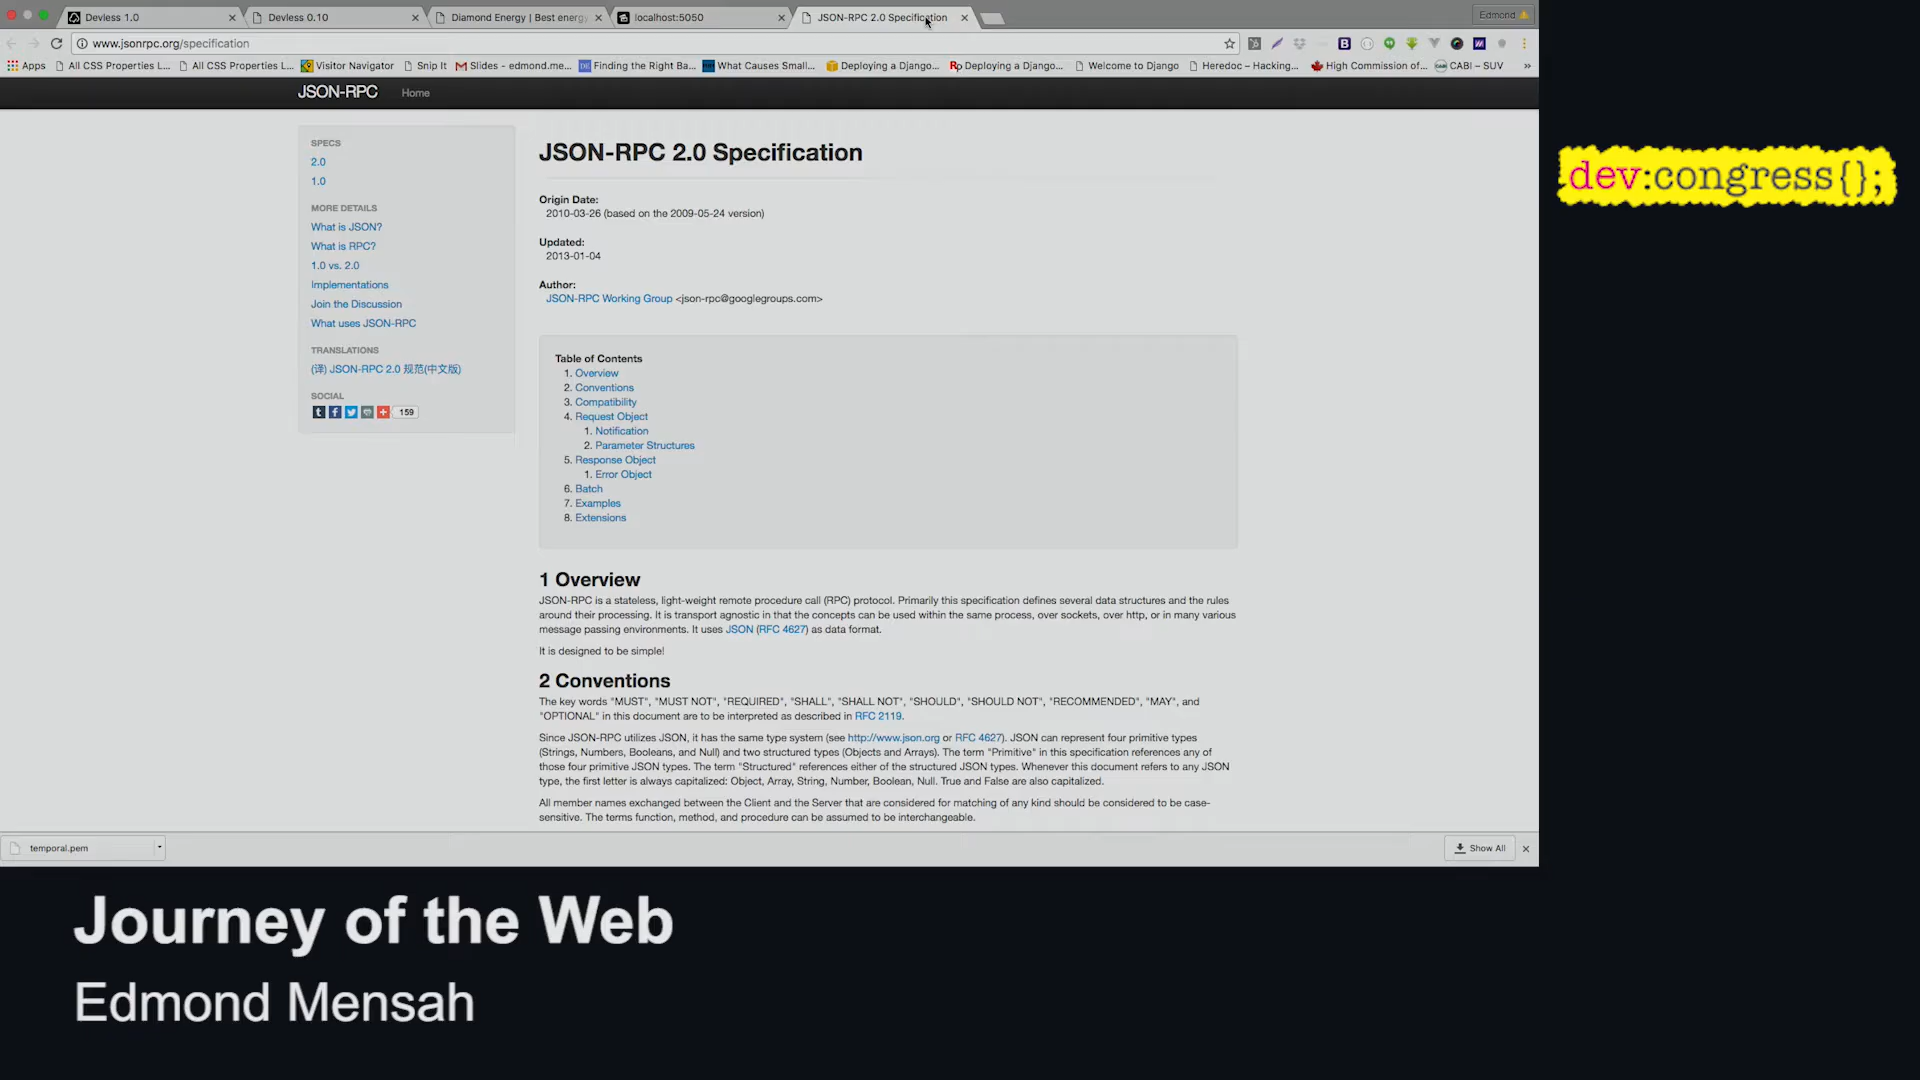 Devless 1.0
Devless 0.10
Diamond Energy | Best energy
localhost:5050
JSON-RPC 2.0 Specification
Edmond
www.jsonrpc.org/specification
Apps
All CSS Properties L...
All CSS Properties L...
Visitor Navigator
Snip It
Slides - edmond.me...
Finding the Right Ba...
What Causes Small...
Deploying a Django...
Deploying a Django...
Welcome to Django
Heredoc – Hacking...
High Commission of...
CABI – SUV
»
JSON-RPC
Home
SPECS
2.0
1.0
MORE DETAILS
What is JSON?
What is RPC?
1.0 vs. 2.0
Implementations
Join the Discussion
What uses JSON-RPC
TRANSLATIONS
(译) JSON-RPC 2.0 规范(中文版)
SOCIAL
159
JSON-RPC 2.0 Specification
Origin Date:
2010-03-26 (based on the 2009-05-24 version)
Updated:
2013-01-04
Author:
JSON-RPC Working Group <json-rpc@googlegroups.com>
Table of Contents
1. Overview
2. Conventions
3. Compatibility
4. Request Object
1. Notification
2. Parameter Structures
5. Response Object
1. Error Object
6. Batch
7. Examples
8. Extensions
1 Overview
JSON-RPC is a stateless, light-weight remote procedure call (RPC) protocol. Primarily this specification defines several data structures and the rules
around their processing. It is transport agnostic in that the concepts can be used within the same process, over sockets, over http, or in many various
message passing environments. It uses JSON (RFC 4627) as data format.
It is designed to be simple!
2 Conventions
The key words "MUST", "MUST NOT", "REQUIRED", "SHALL", "SHALL NOT", "SHOULD", "SHOULD NOT", "RECOMMENDED", "MAY", and
"OPTIONAL" in this document are to be interpreted as described in RFC 2119.
Since JSON-RPC utilizes JSON, it has the same type system (see http://www.json.org or RFC 4627). JSON can represent four primitive types
(Strings, Numbers, Booleans, and Null) and two structured types (Objects and Arrays). The term "Primitive" in this specification references any of
those four primitive JSON types. The term "Structured" references either of the structured JSON types. Whenever this document refers to any JSON
type, the first letter is always capitalized: Object, Array, String, Number, Boolean, Null. True and False are also capitalized.
All member names exchanged between the Client and the Server that are considered for matching of any kind should be considered to be case-
sensitive. The terms function, method, and procedure can be assumed to be interchangeable.
temporal.pem
Show All
dev:congress{};
Journey of the Web
Edmond Mensah